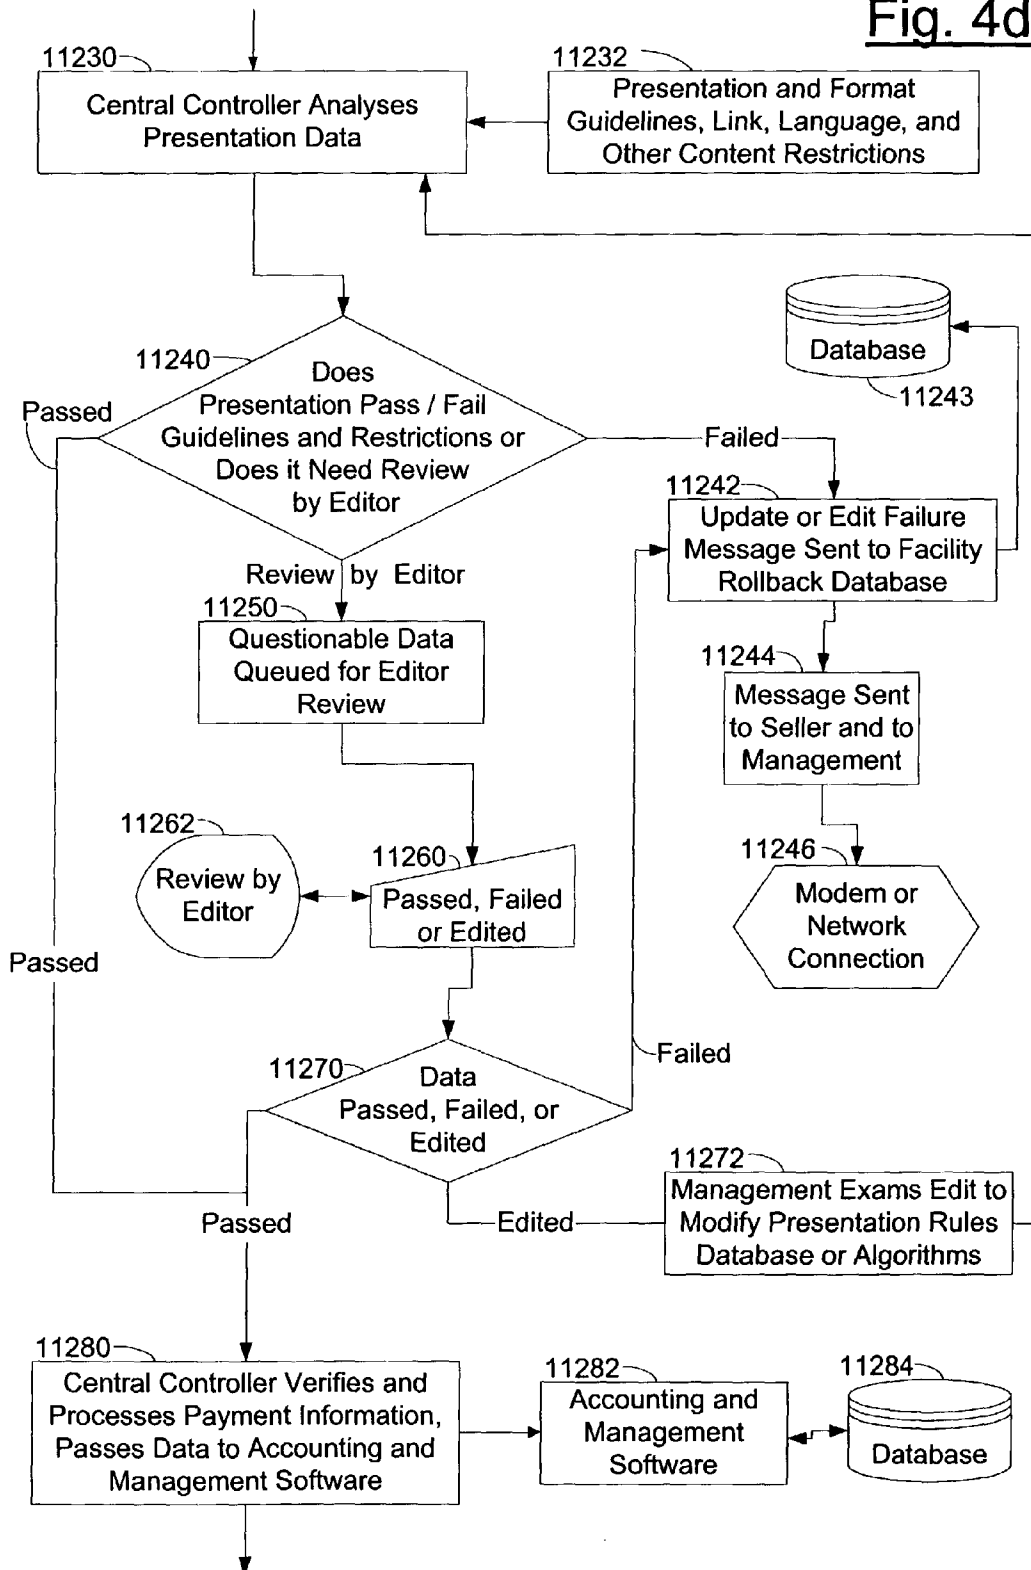 Fig. 4d
11230
Central Controller Analyses
Presentation Data
11232
Presentation and Format
Guidelines, Link, Language, and
Other Content Restrictions
Database
11243
11240
Does
Presentation Pass / Fail
Guidelines and Restrictions or
Does it Need Review
by Editor
Passed
Failed
11242
Update or Edit Failure
Message Sent to Facility
Rollback Database
Review by Editor
11250
Questionable Data
Queued for Editor
Review
11244
Message Sent
to Seller and to
Management
11262
Review by
Editor
11260
Passed, Failed
or Edited
11246
Modem or
Network
Connection
Passed
Failed
11270
Data
Passed, Failed, or
Edited
11272
Management Exams Edit to
Modify Presentation Rules
Database or Algorithms
Edited
Passed
11280
Central Controller Verifies and
Processes Payment Information,
Passes Data to Accounting and
Management Software
11282
Accounting and
Management
Software
11284
Database